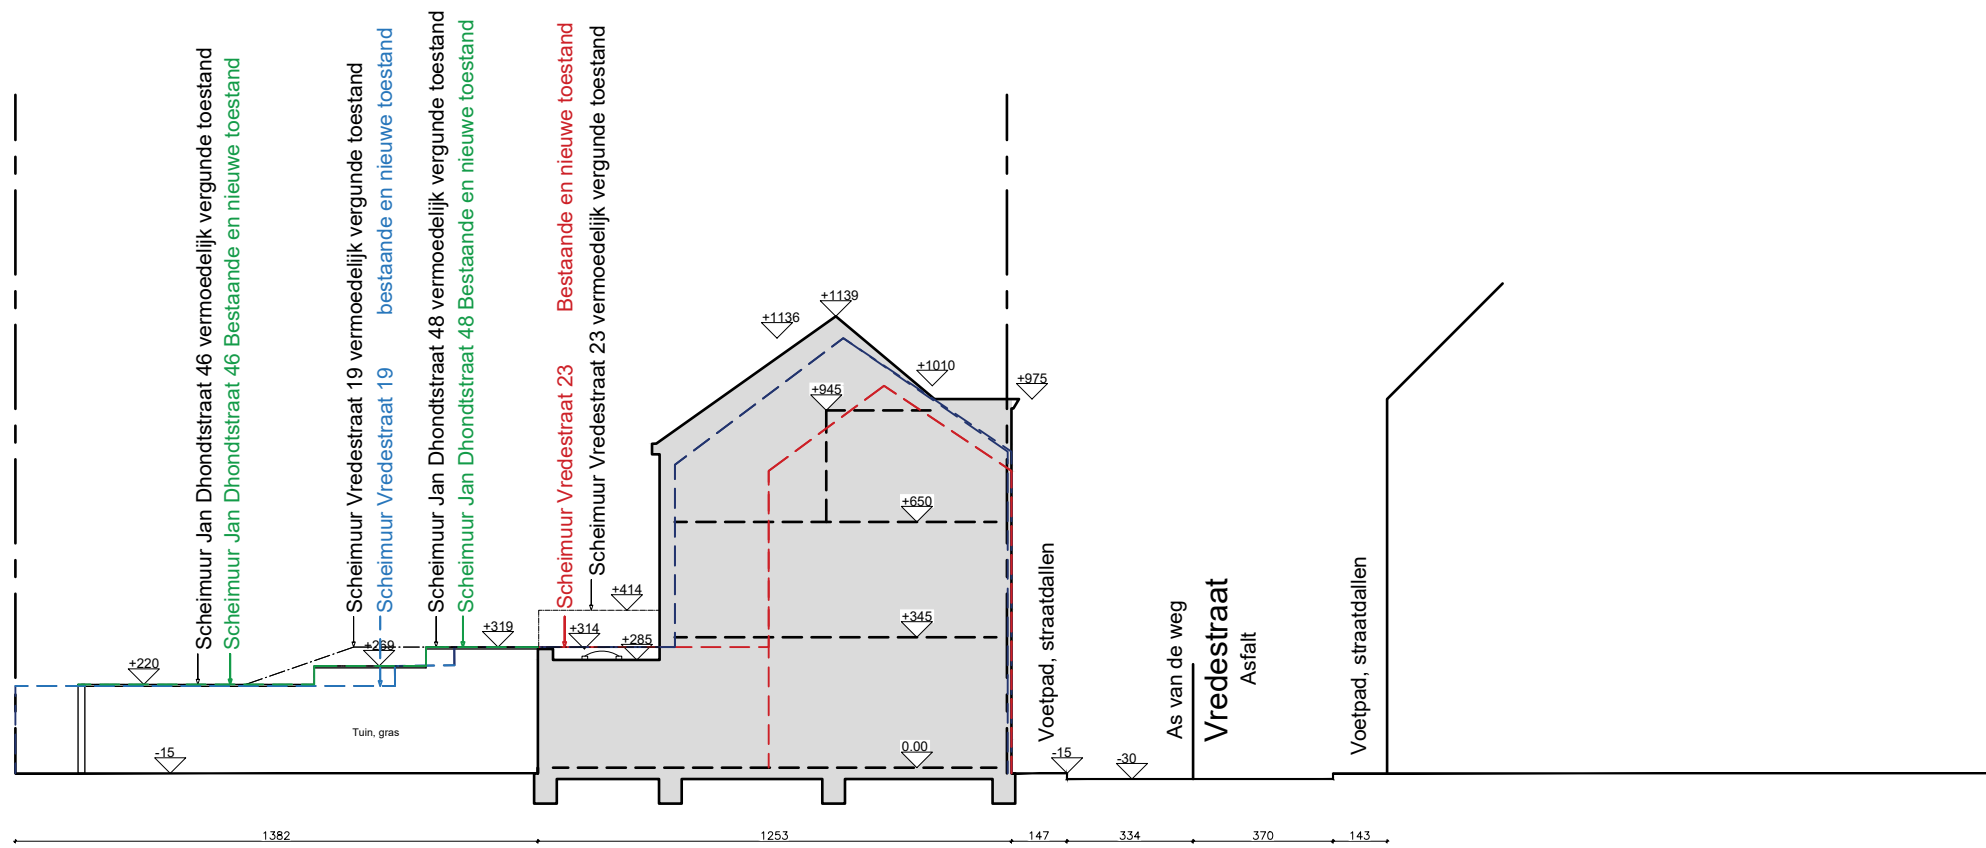 Scheimuur Jan Dhondtstraat 46 vermoedelijk vergunde toestand
Scheimuur Jan Dhondtstraat 46 Bestaande en nieuwe toestand
Scheimuur Vredestraat 19 vermoedelijk vergunde toestand
Scheimuur Vredestraat 19 bestaande en nieuwe toestand
Scheimuur Jan Dhondtstraat 48 vermoedelijk vergunde toestand
Scheimuur Jan Dhondtstraat 48 Bestaande en nieuwe toestand
Scheimuur Vredestraat 23 Bestaande en nieuwe toestand
Scheimuur Vredestraat 23 vermoedelijk vergunde toestand
+1139
+1136
+1010
+975
+945
+650
+414
+345
+319
+314
+285
+269
+220
Tuin, gras
0.00
-15
-15
-30
Voetpad, straatdallen
As van de weg
Vredestraat
Asfalt
Voetpad, straatdallen
1382
1253
147
334
370
143